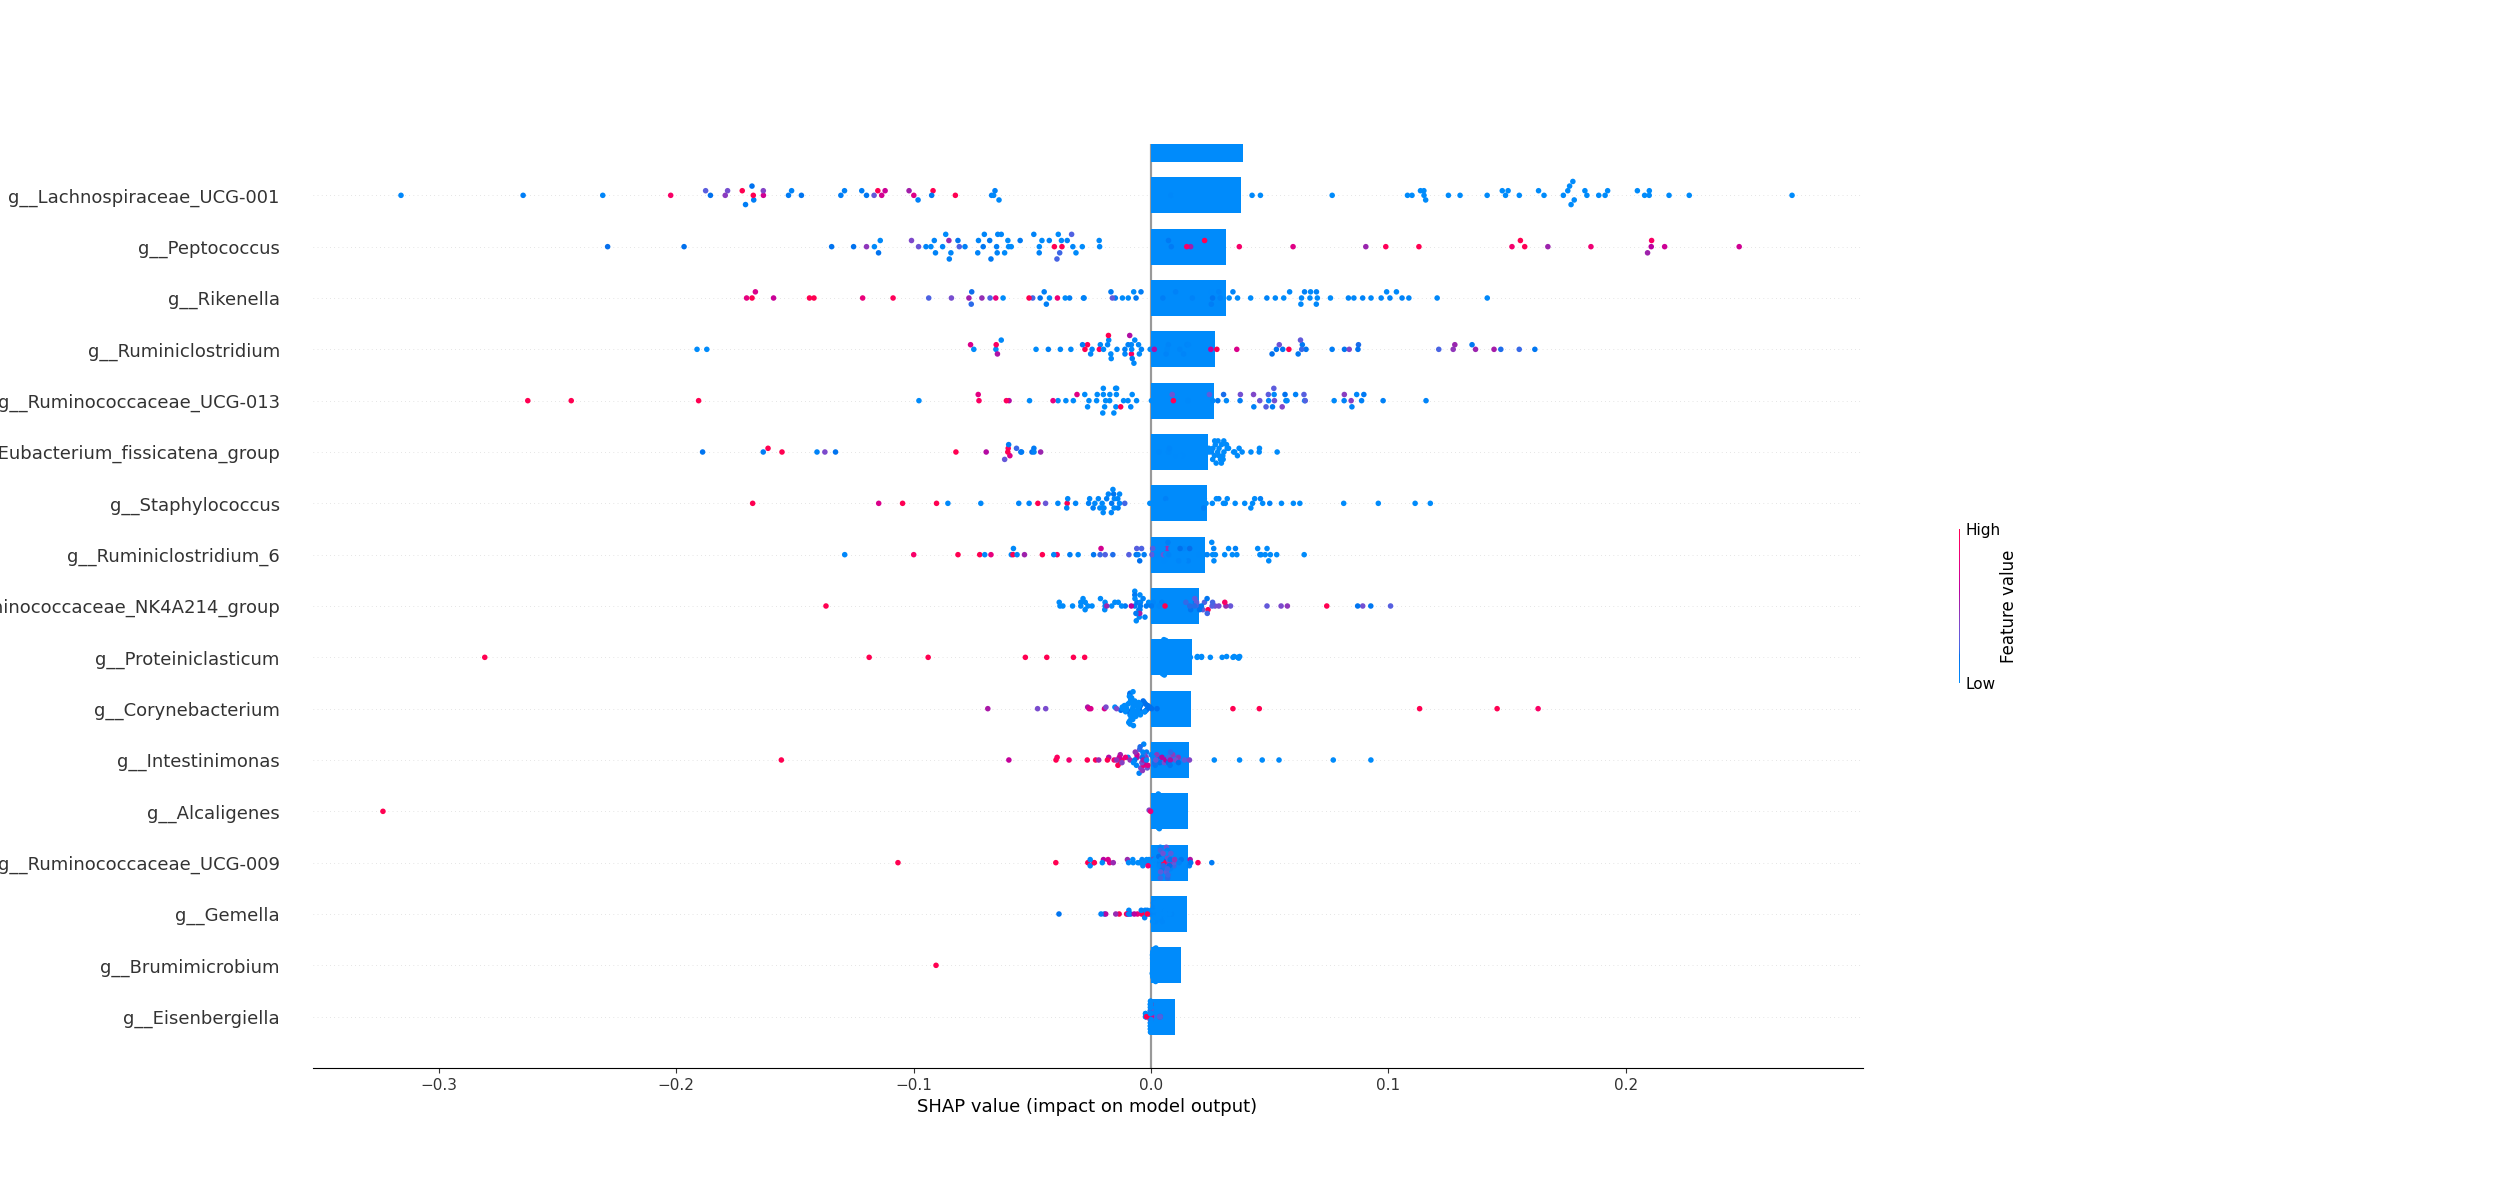 g__Lachnospiraceae_UCG-001
g__Peptococcus
g__Rikenella
g__Ruminiclostridium
g__Ruminococcaceae_UCG-013
Eubacterium_fissicatena_group
g__Staphylococcus
g__Ruminiclostridium_6
inococcaceae_NK4A214_group
g__Proteiniclasticum
g__Corynebacterium
g__Intestinimonas
g__Alcaligenes
g__Ruminococcaceae_UCG-009
g__Gemella
g__Brumimicrobium
g__Eisenbergiella
−0.3 −0.2 −0.1 0.0 0.1 0.2
SHAP value (impact on model output)
High
Feature value
Low